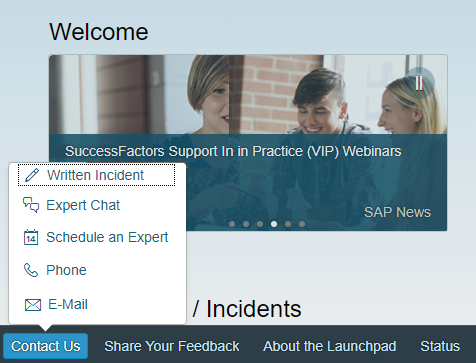 Welcome
SuccessFactors Support In in Practice (VIP) Webinars
SAP News
Written Incident
Expert Chat
14 Schedule an Expert
Phone
E-Mail
/ Incidents
Contact Us Share Your Feedback About the Launchpad Status